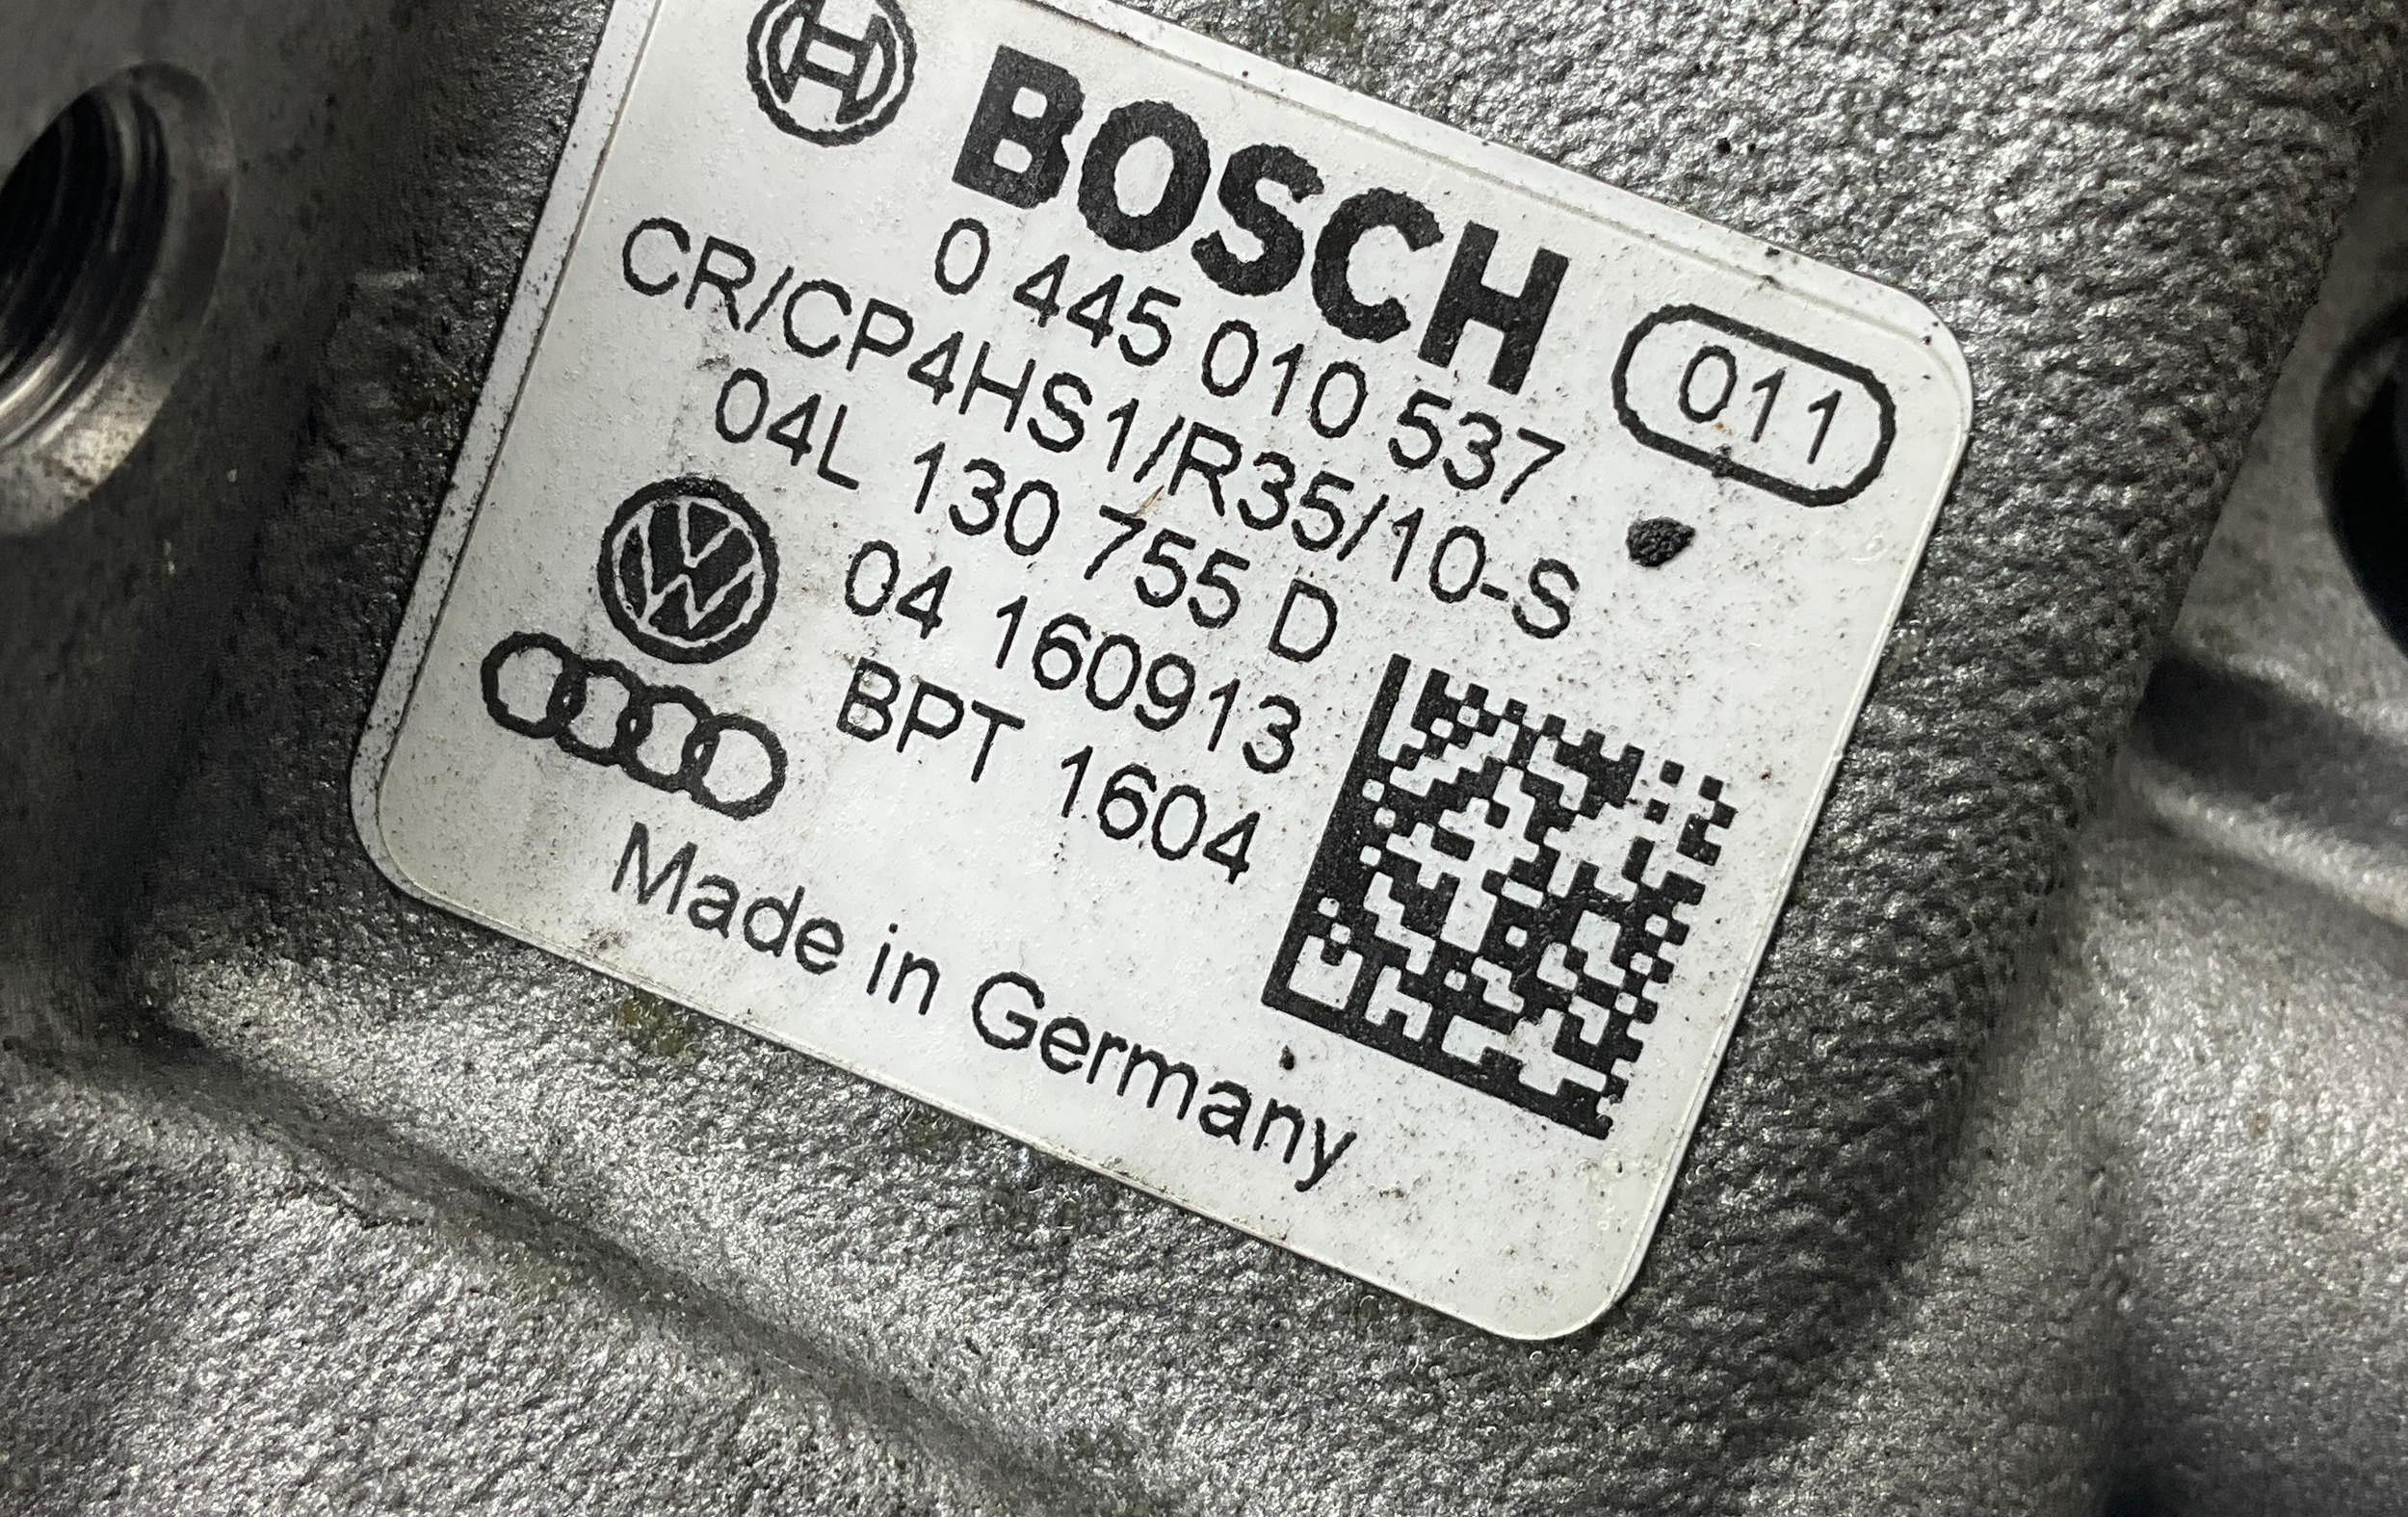 BOSCH
011
0 445 010 537
CR/CP4HS1/R35/10-S
04L 130 755 D
04 160913
BPT 1604
Made in Germany